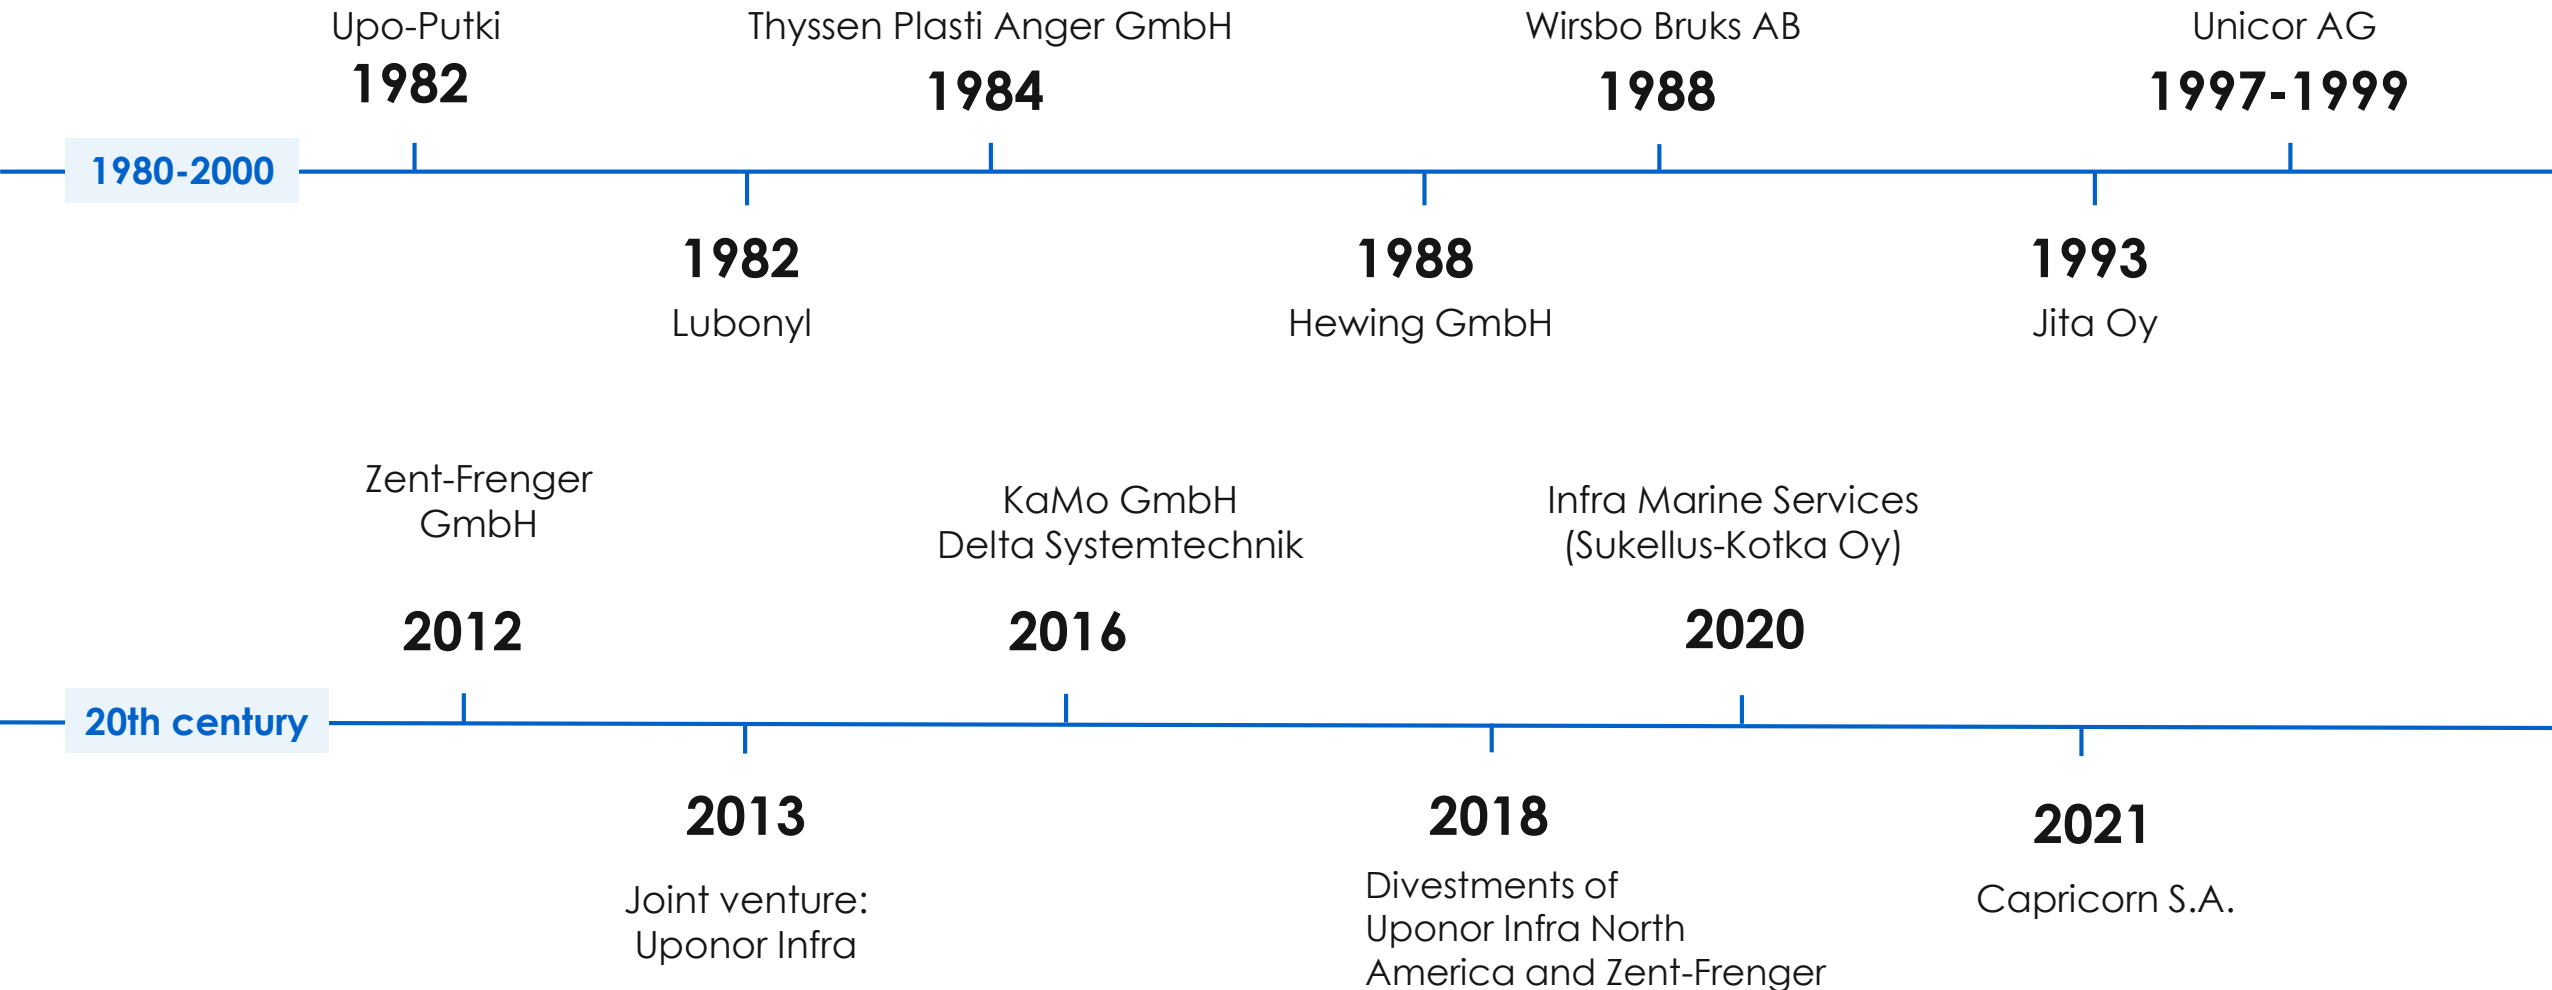 Upo-Putki
1982
Thyssen Plasti Anger GmbH
1984
Wirsbo Bruks AB
1988
Unicor AG
1997-1999
1980-2000
1982
Lubonyl
1988
Hewing GmbH
1993
Jita Oy
Zent-Frenger
GmbH
2012
KaMo GmbH
Delta Systemtechnik
2016
Infra Marine Services
(Sukellus-Kotka Oy)
2020
20th century
2013
Joint venture:
Uponor Infra
2018
Divestments of
Uponor Infra North
America and Zent-Frenger
2021
Capricorn S.A.